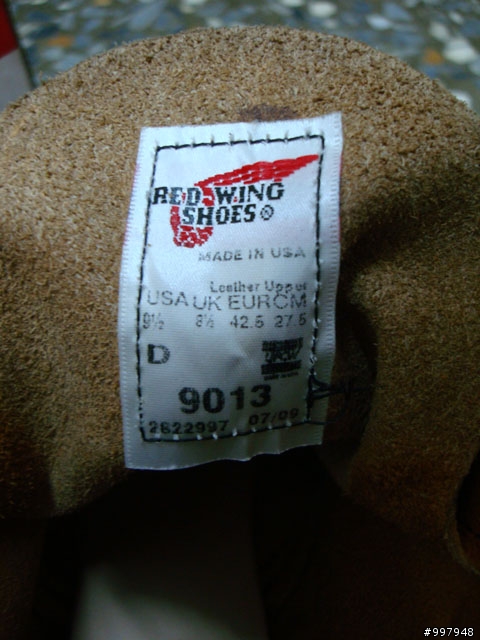 RED WING
SHOES®
MADE IN USA
Leather Upper
USA UK EUR CM
9½ 8½ 42.5 27.5
D
9013
2822997 07/09
#997948